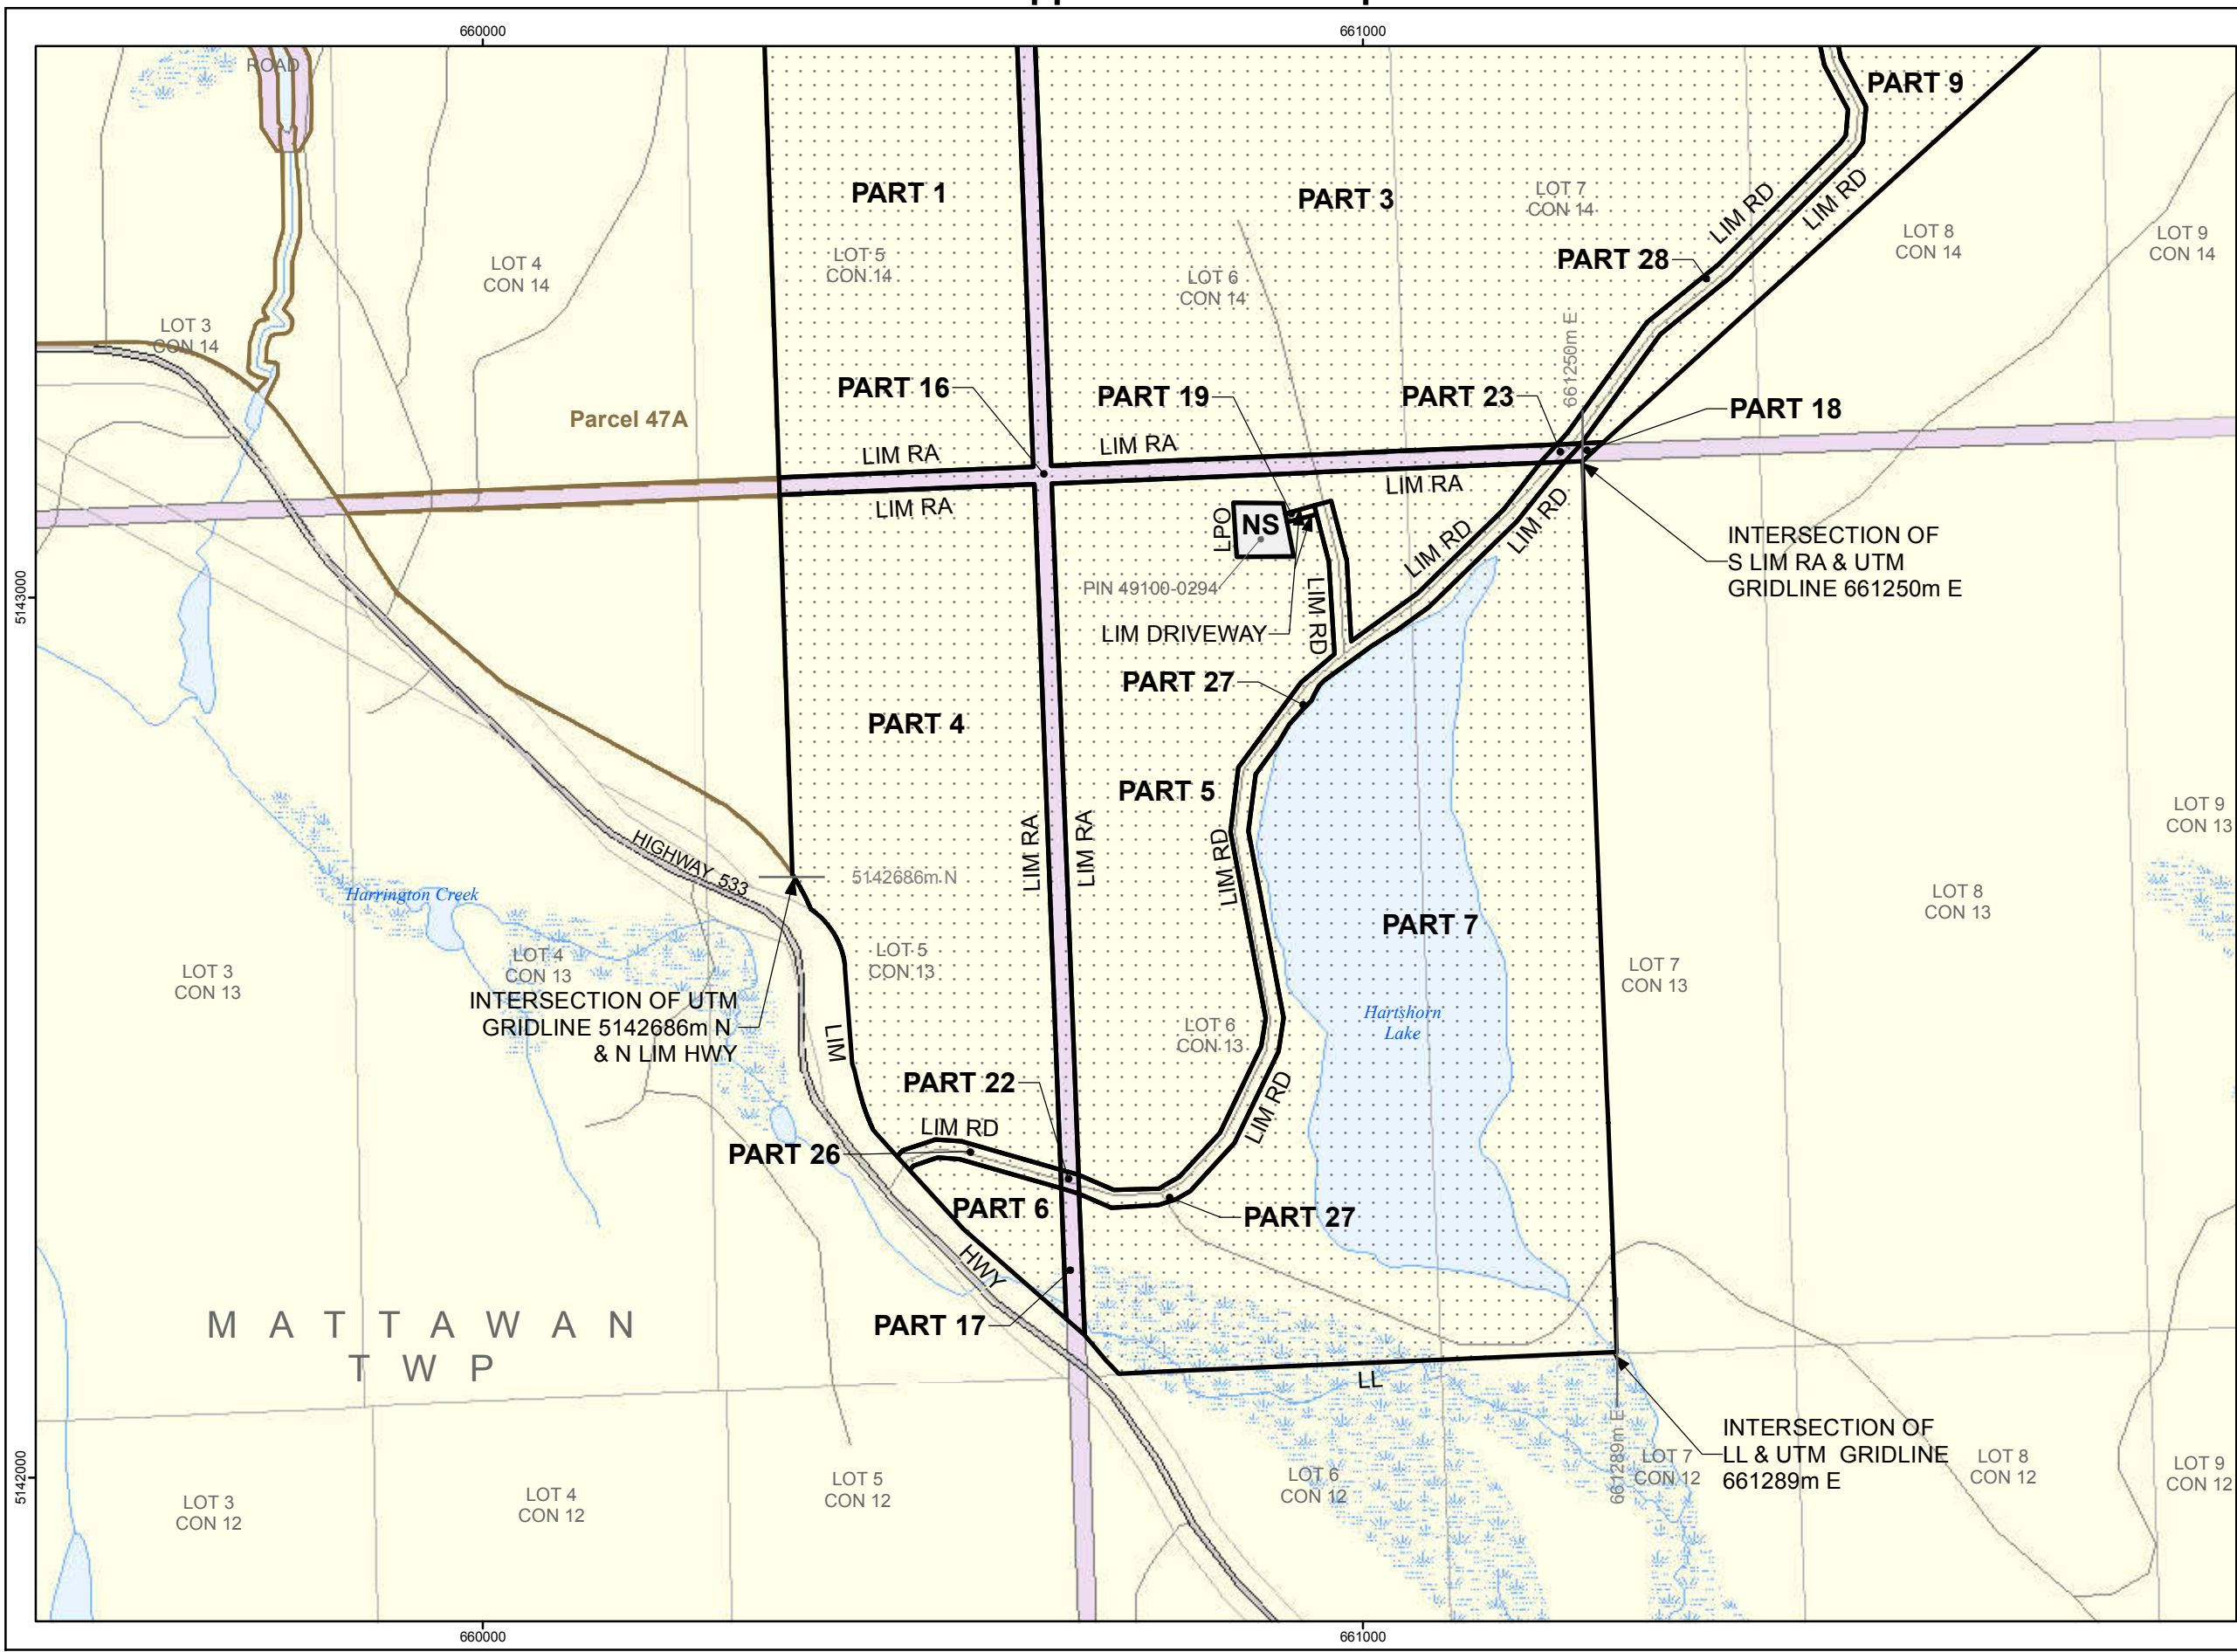 660000
661000
ROAD
PART 9
PART 1
PART 3
LOT 7
CON 14
LIM RD
LIM RD
LOT 8
CON 14
LOT 9
CON 14
LOT 4
CON 14
LOT 5
CON 14
LOT 6
CON 14
PART 28
LOT 3
CON 14
661250m E
PART 16
PART 19
PART 23
PART 18
Parcel 47A
LIM RA
LIM RA
LIM RA
LIM RA
LPO
NS
LIM RD
LIM RD
INTERSECTION OF
S LIM RA & UTM
GRIDLINE 661250m E
5143000
PIN 49100-0294
LIM RD
LIM DRIVEWAY
PART 27
PART 4
PART 5
LIM RA
LIM RA
LIM RD
LOT 9
CON 13
HIGHWAY 533
5142686m N
Harrington Creek
LOT 8
CON 13
PART 7
LOT 3
CON 13
LOT 4
CON 13
LOT 5
CON 13
LOT 7
CON 13
INTERSECTION OF UTM
GRIDLINE 5142686m N
& N LIM HWY
LIM
LOT 6
CON 13
Hartshorn
Lake
PART 22
LIM RD
LIM RD
PART 26
PART 6
PART 27
HWY
MATTAWAN
TWP
PART 17
LL
661289m E
INTERSECTION OF
LL & UTM GRIDLINE
661289m E
5142000
LOT 3
CON 12
LOT 4
CON 12
LOT 5
CON 12
LOT 6
CON 12
LOT 7
CON 12
LOT 8
CON 12
LOT 9
CON 12
660000
661000